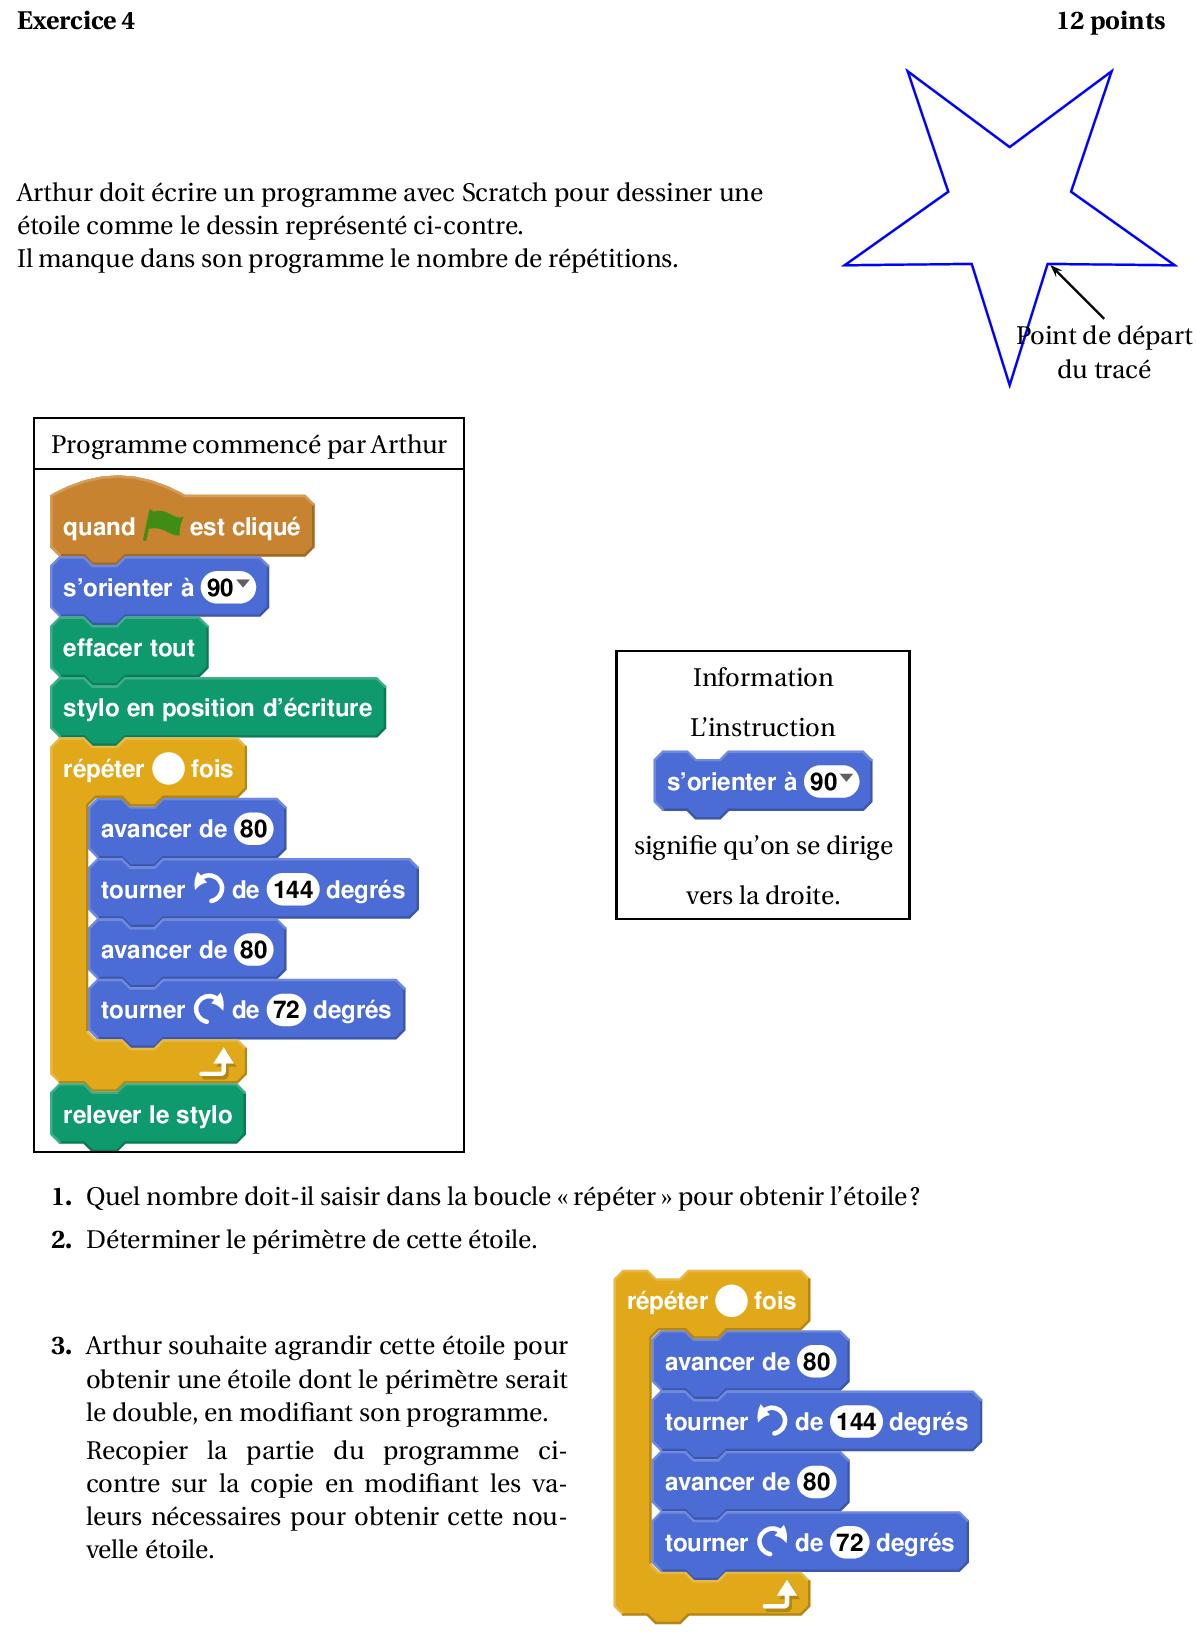 Exercice 4
12 points
Arthur doit écrire un programme avec Scratch pour dessiner une
étoile comme le dessin représenté ci-contre.
Il manque dans son programme le nombre de répétitions.
Point de départ
du tracé
Programme commencé par Arthur
quand est cliqué
s'orienter à 90
effacer tout
stylo en position d'écriture
répéter fois
avancer de 80
tourner de 144 degrés
avancer de 80
tourner de 72 degrés
relever le stylo
Information
L'instruction
s'orienter à 90
signifie qu'on se dirige
vers la droite.
1. Quel nombre doit-il saisir dans la boucle « répéter » pour obtenir l'étoile ?
2. Déterminer le périmètre de cette étoile.
3. Arthur souhaite agrandir cette étoile pour
obtenir une étoile dont le périmètre serait
le double, en modifiant son programme.
Recopier la partie du programme ci-
contre sur la copie en modifiant les va-
leurs nécessaires pour obtenir cette nou-
velle étoile.
répéter fois
avancer de 80
tourner de 144 degrés
avancer de 80
tourner de 72 degrés